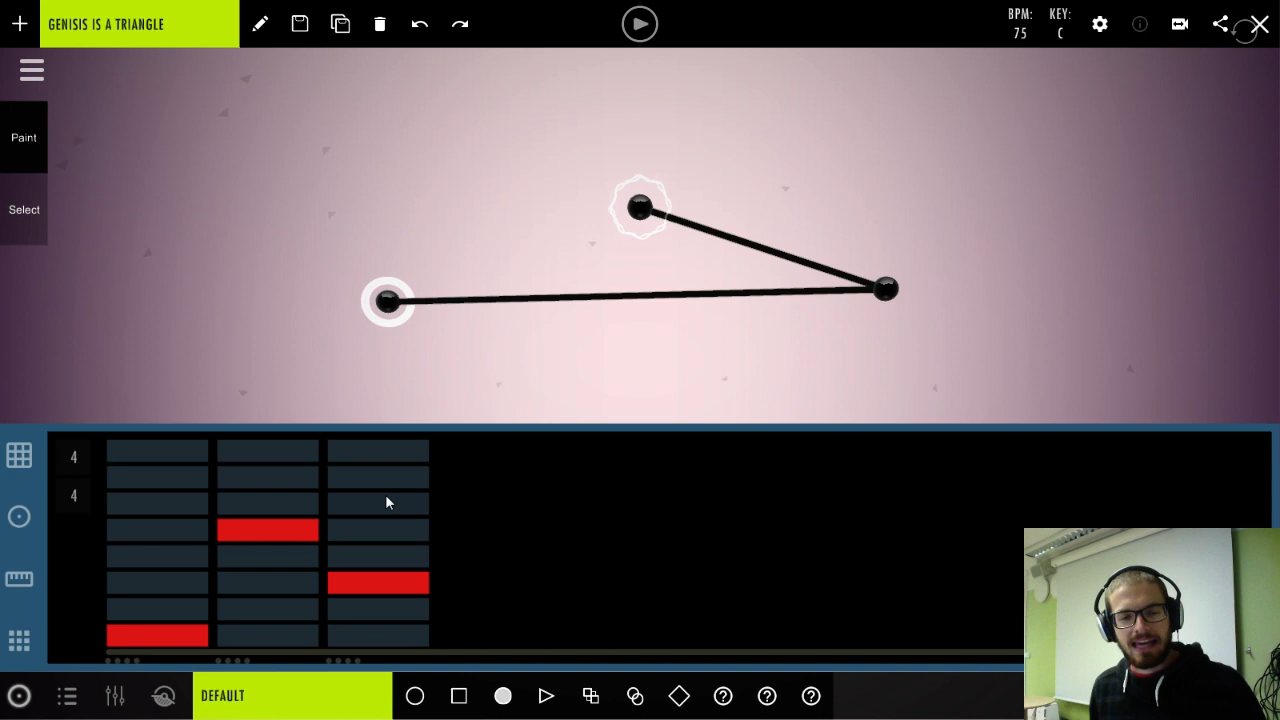 GENISIS IS A TRIANGLE
BPM:
75
KEY:
C
Paint
Select
4
4
DEFAULT